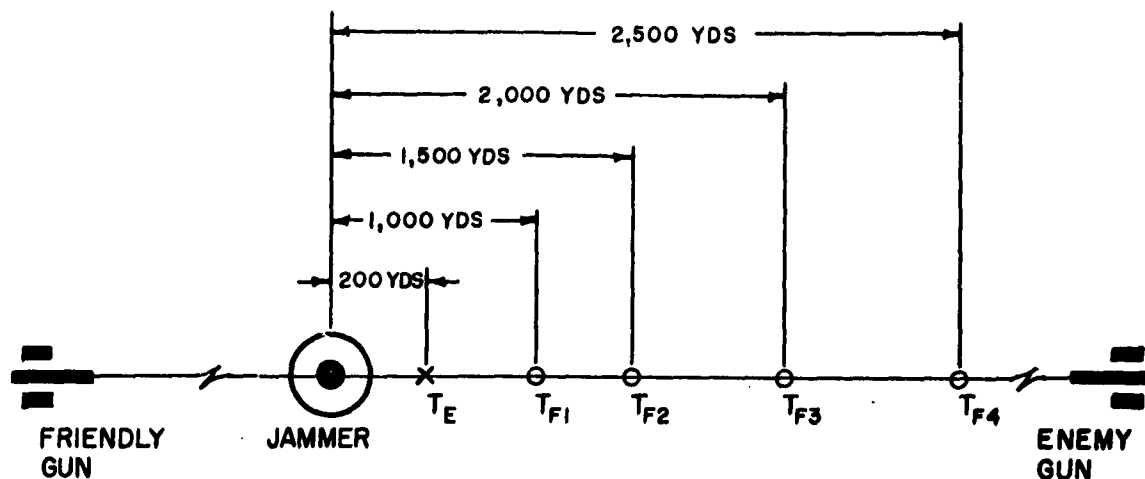 2,500 YDS
2,000 YDS
1,500 YDS
1,000 YDS
200 YDS
T_E T_F1 T_F2 T_F3 T_F4
FRIENDLY GUN
JAMMER
ENEMY GUN